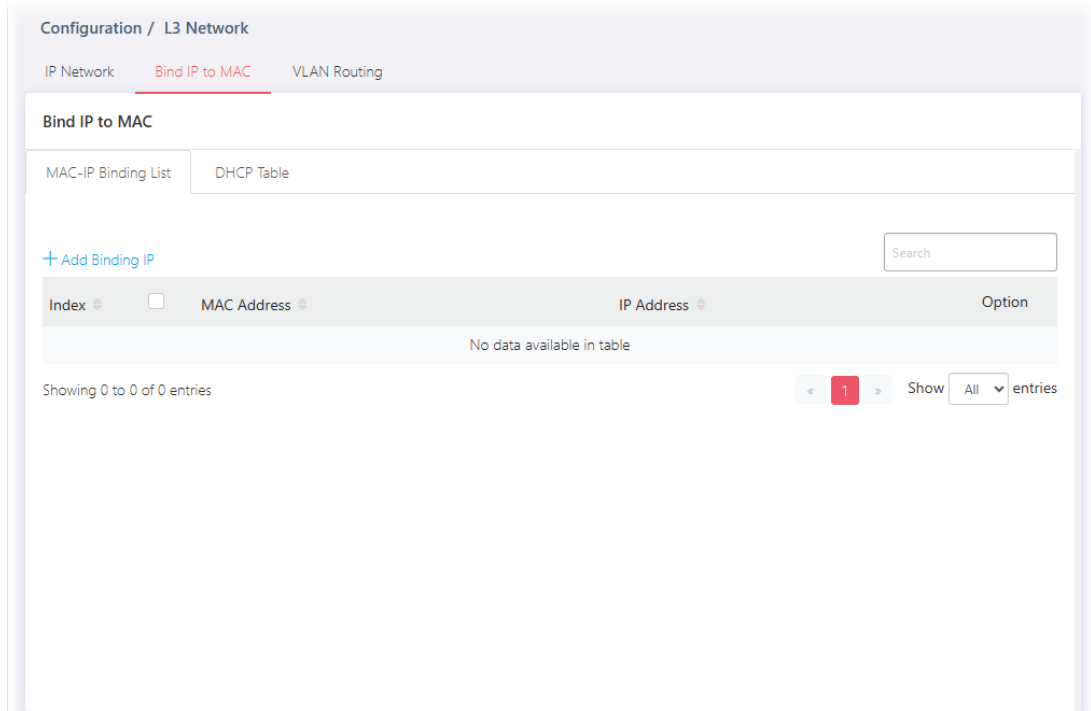 Configuration / L3 Network
IP Network Bind IP to MAC VLAN Routing
Bind IP to MAC
MAC-IP Binding List DHCP Table
+ Add Binding IP Search
Index MAC Address IP Address Option
No data available in table
Showing 0 to 0 of 0 entries « 1 » Show All entries